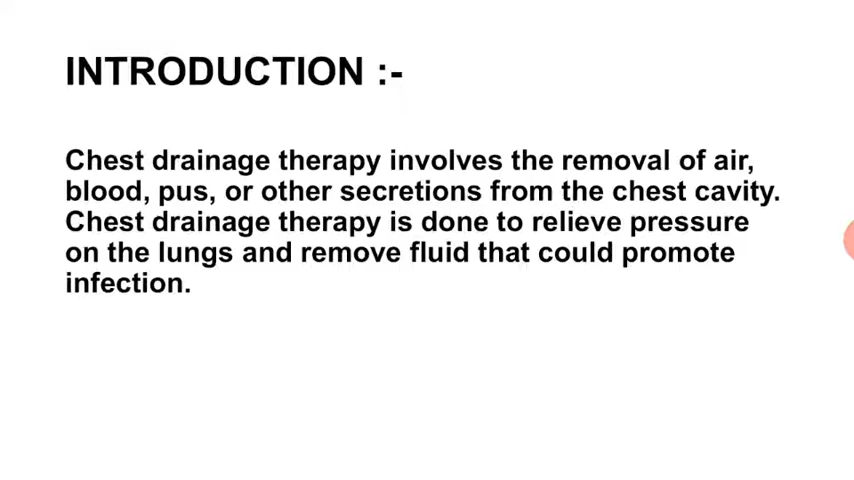 INTRODUCTION :-
Chest drainage therapy involves the removal of air,
blood, pus, or other secretions from the chest cavity.
Chest drainage therapy is done to relieve pressure
on the lungs and remove fluid that could promote
infection.